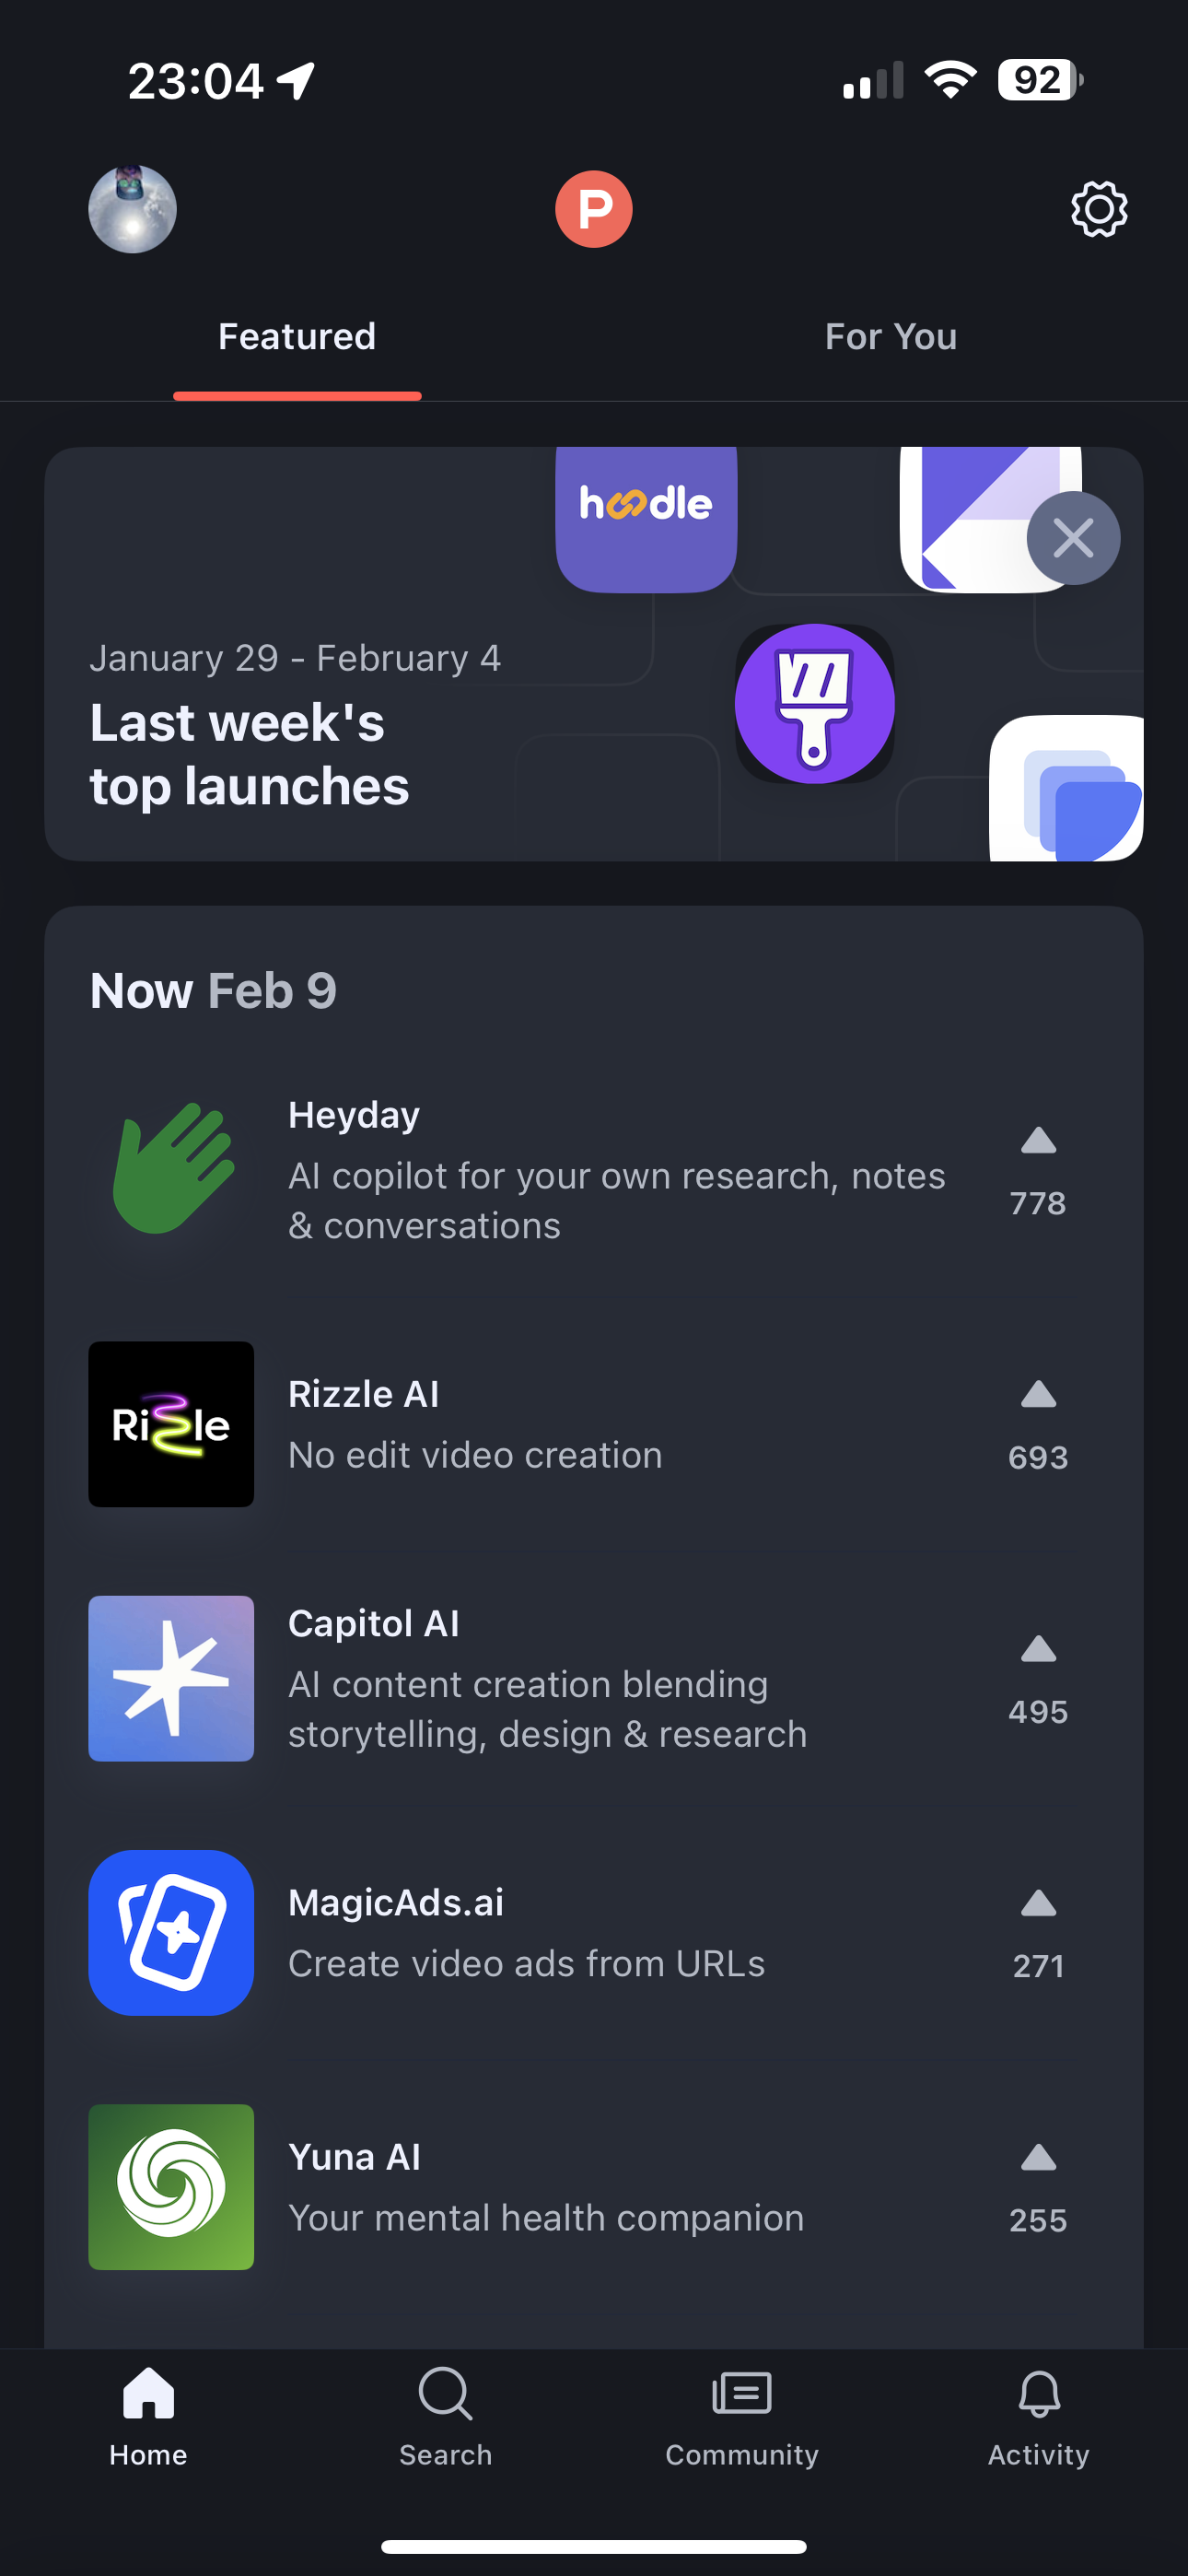 23:04
92
P
Featured
For You
hoodle
January 29 - February 4
Last week's
top launches
Now Feb 9
Heyday
AI copilot for your own research, notes
& conversations
778
Rizzle
Rizzle AI
No edit video creation
693
Capitol AI
AI content creation blending
storytelling, design & research
495
MagicAds.ai
Create video ads from URLs
271
Yuna AI
Your mental health companion
255
Home
Search
Community
Activity